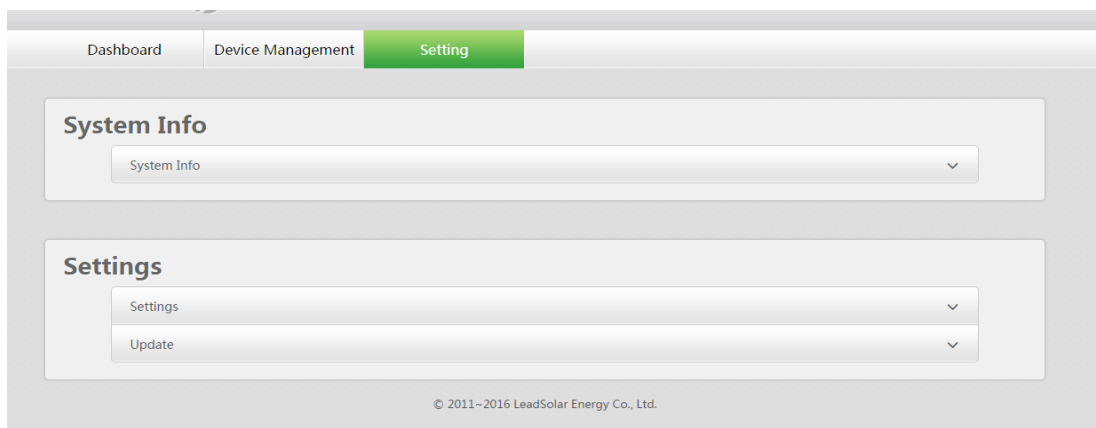 Dashboard Device Management Setting
System Info
System Info
Settings
Settings
Update
© 2011~2016 LeadSolar Energy Co., Ltd.